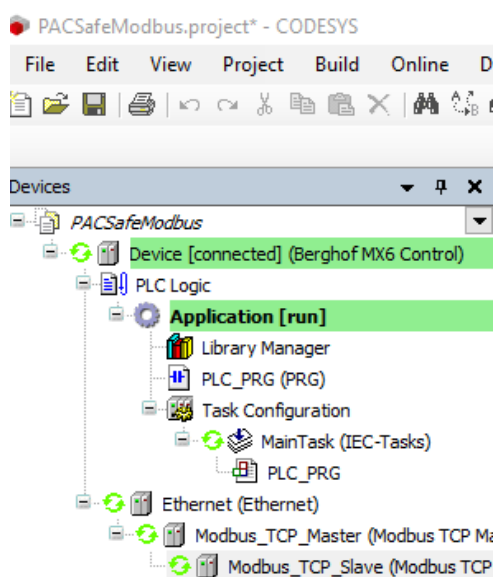 PACSafeModbus.project* - CODESYS
File Edit View Project Build Online D
Devices
PACSafeModbus
Device [connected] (Berghof MX6 Control)
PLC Logic
Application [run]
Library Manager
PLC_PRG (PRG)
Task Configuration
MainTask (IEC-Tasks)
PLC_PRG
Ethernet (Ethernet)
Modbus_TCP_Master (Modbus TCP Ma
Modbus_TCP_Slave (Modbus TCP